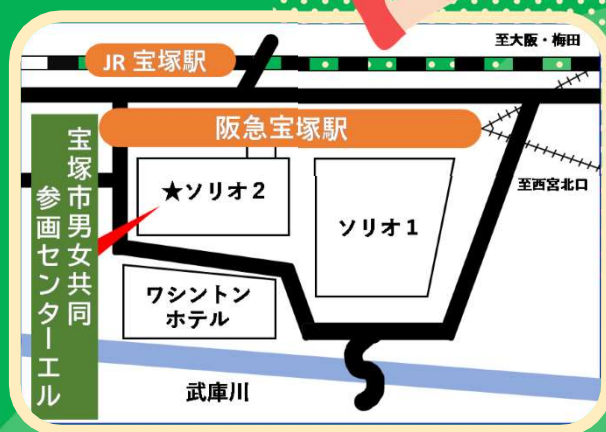 至大阪・梅田
JR 宝塚駅
阪急宝塚駅
宝塚市男女共同
参画センターエル
★ソリオ2
ソリオ1
至西宮北口
ワシントン
ホテル
武庫川